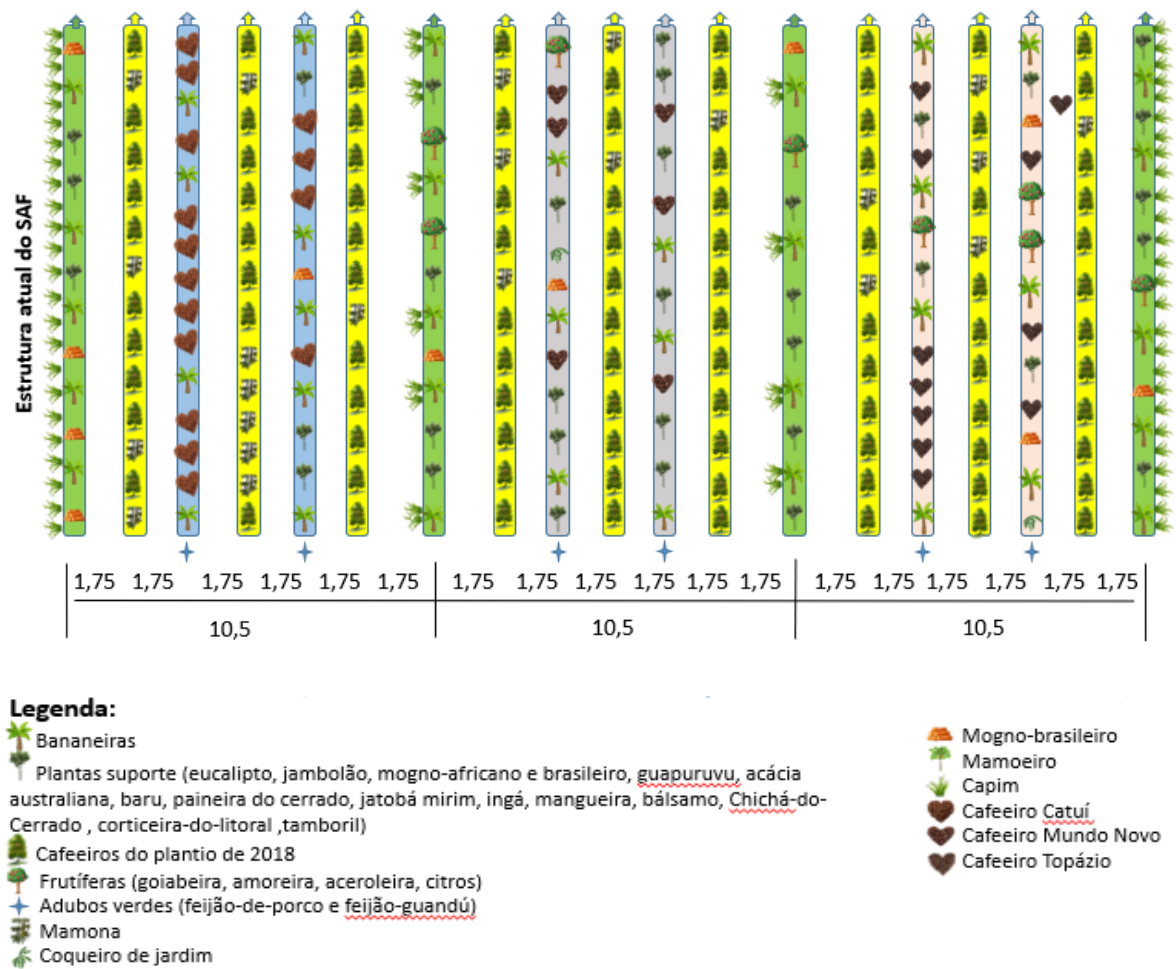 Estrutura atual do SAF
1,75 1,75 1,75 1,75 1,75 1,75 1,75 1,75 1,75 1,75 1,75 1,75 1,75 1,75 1,75 1,75 1,75
10,5 10,5 10,5
Legenda:
Bananeiras
Plantas suporte (eucalipto, jambolão, mogno-africano e brasileiro, guapuruvu, acácia
australiana, baru, paineira do cerrado, jatobá mirim, ingá, mangueira, bálsamo, Chichá-do-
Cerrado , corticeira-do-litoral ,tamboril)
Cafeeiros do plantio de 2018
Frutíferas (goiabeira, amoreira, aceroleira, citros)
Adubos verdes (feijão-de-porco e feijão-guandú)
Mamona
Coqueiro de jardim
Mogno-brasileiro
Mamoeiro
Capim
Cafeeiro Catuí
Cafeeiro Mundo Novo
Cafeeiro Topázio